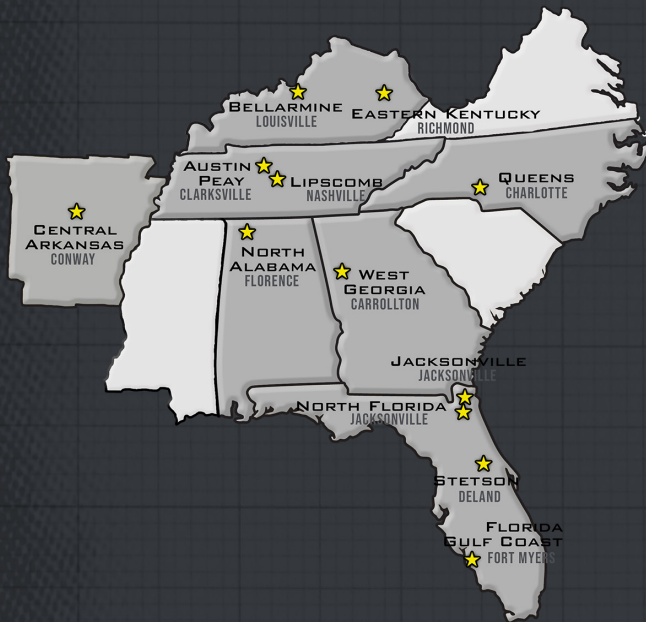 BELLARMINE
LOUISVILLE
EASTERN KENTUCKY
RICHMOND
AUSTIN
PEAY
CLARKSVILLE
LIPSCOMB
NASHVILLE
QUEENS
CHARLOTTE
CENTRAL
ARKANSAS
CONWAY
NORTH
ALABAMA
FLORENCE
WEST
GEORGIA
CARROLLTON
JACKSONVILLE
JACKSONVILLE
NORTH FLORIDA
JACKSONVILLE
STETSON
DELAND
FLORIDA
GULF COAST
FORT MYERS